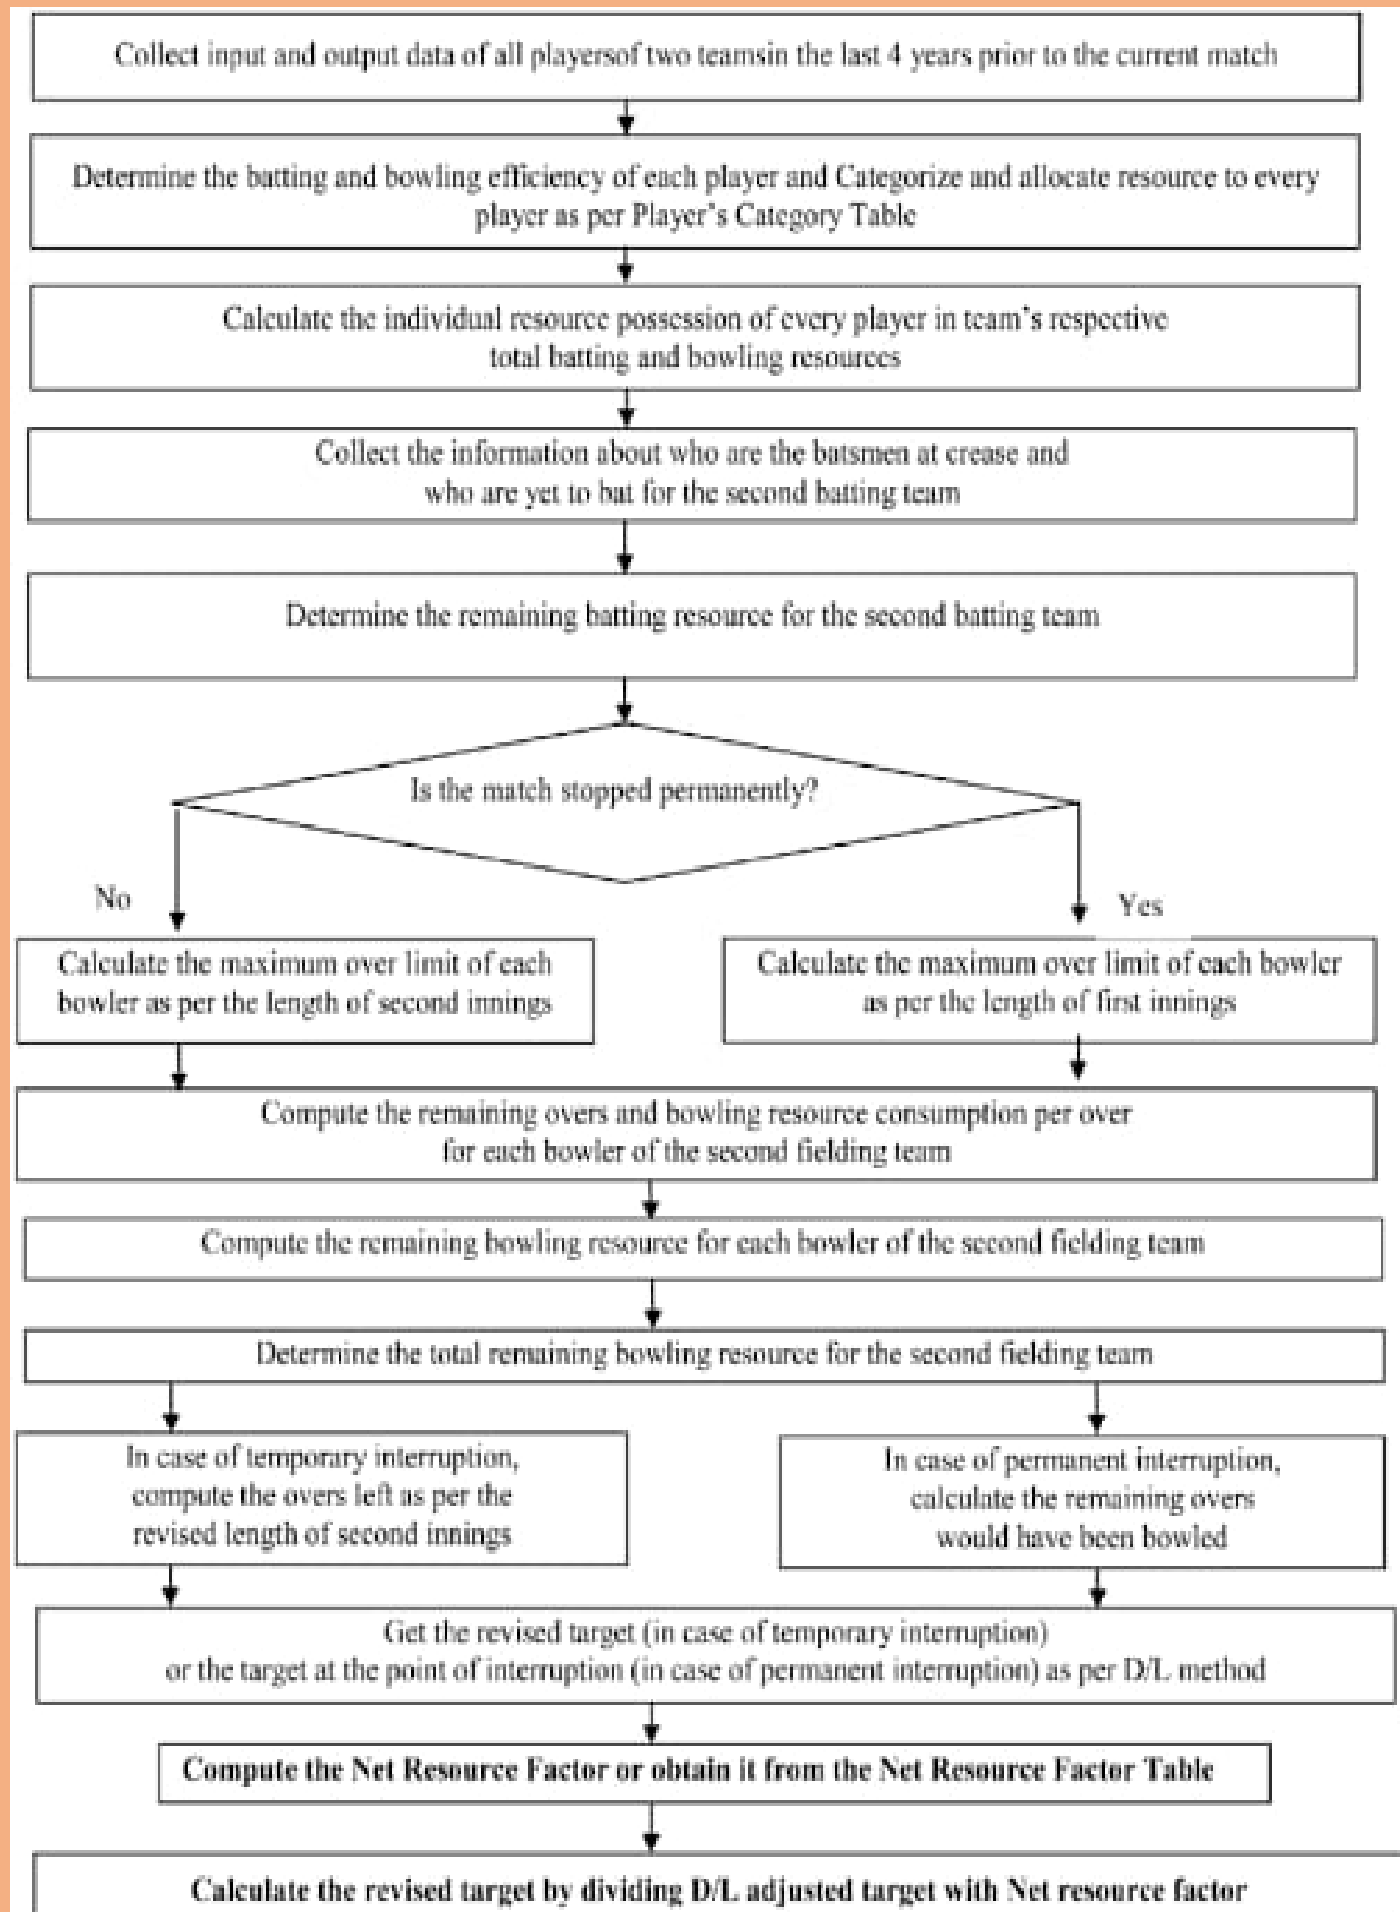 Collect input and output data of all playersof two teamsin the last 4 years prior to the current match
Determine the batting and bowling efficiency of each player and Categorize and allocate resource to every
player as per Player's Category Table
Calculate the individual resource possession of every player in team's respective
total batting and bowling resources
Collect the information about who are the batsmen at crease and
who are yet to bat for the second batting team
Determine the remaining batting resource for the second batting team
Is the match stopped permanently?
No
Yes
Calculate the maximum over limit of each
bowler as per the length of second innings
Calculate the maximum over limit of each bowler
as per the length of first innings
Compute the remaining overs and bowling resource consumption per over
for each bowler of the second fielding team
Compute the remaining bowling resource for each bowler of the second fielding team
Determine the total remaining bowling resource for the second fielding team
In case of temporary interruption,
compute the overs left as per the
revised length of second innings
In case of permanent interruption,
calculate the remaining overs
would have been bowled
Get the revised target (in case of temporary interruption)
or the target at the point of interruption (in case of permanent interruption) as per D/L method
Compute the Net Resource Factor or obtain it from the Net Resource Factor Table
Calculate the revised target by dividing D/L adjusted target with Net resource factor